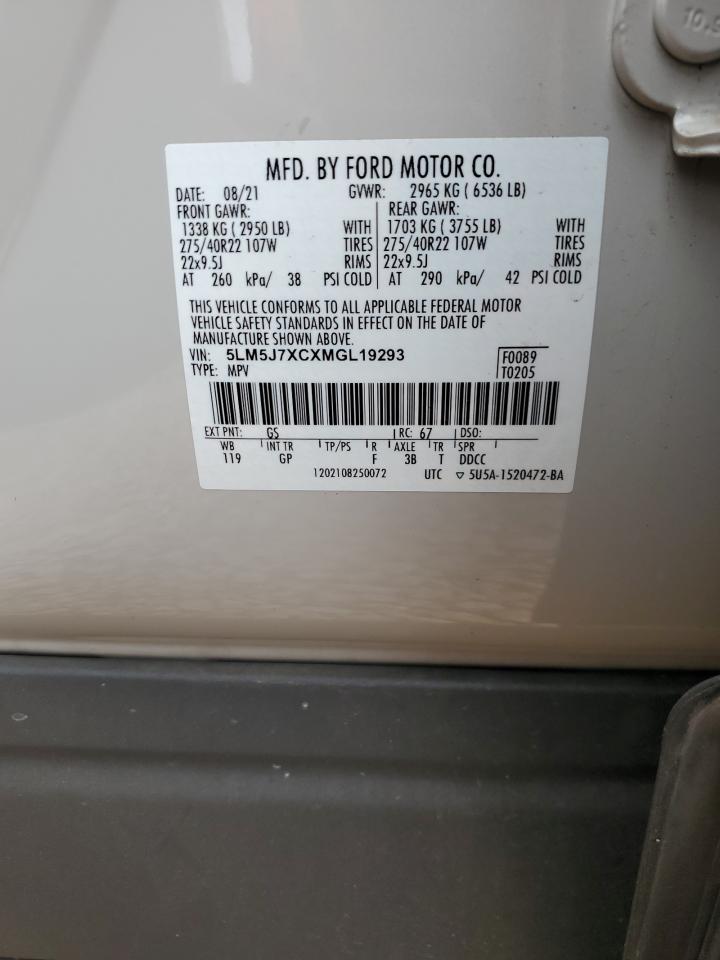 10.9
MFD. BY FORD MOTOR CO.
DATE: 08/21 GVWR: 2965 KG ( 6536 LB)
FRONT GAWR: REAR GAWR:
1338 KG ( 2950 LB) WITH 1703 KG ( 3755 LB) WITH
275/40R22 107W TIRES 275/40R22 107W TIRES
22x9.5J RIMS 22x9.5J RIMS
AT 260 kPa/ 38 PSI COLD AT 290 kPa/ 42 PSI COLD
THIS VEHICLE CONFORMS TO ALL APPLICABLE FEDERAL MOTOR
VEHICLE SAFETY STANDARDS IN EFFECT ON THE DATE OF
MANUFACTURE SHOWN ABOVE.
VIN: 5LM5J7XCXMGL19293 F0089
TYPE: MPV T0205
EXT PNT: GS RC: 67 DSO:
WB INT TR TP/PS R AXLE TR SPR
119 GP F 3B T DDCC
1202108250072 UTC ▽ 5U5A-1520472-BA